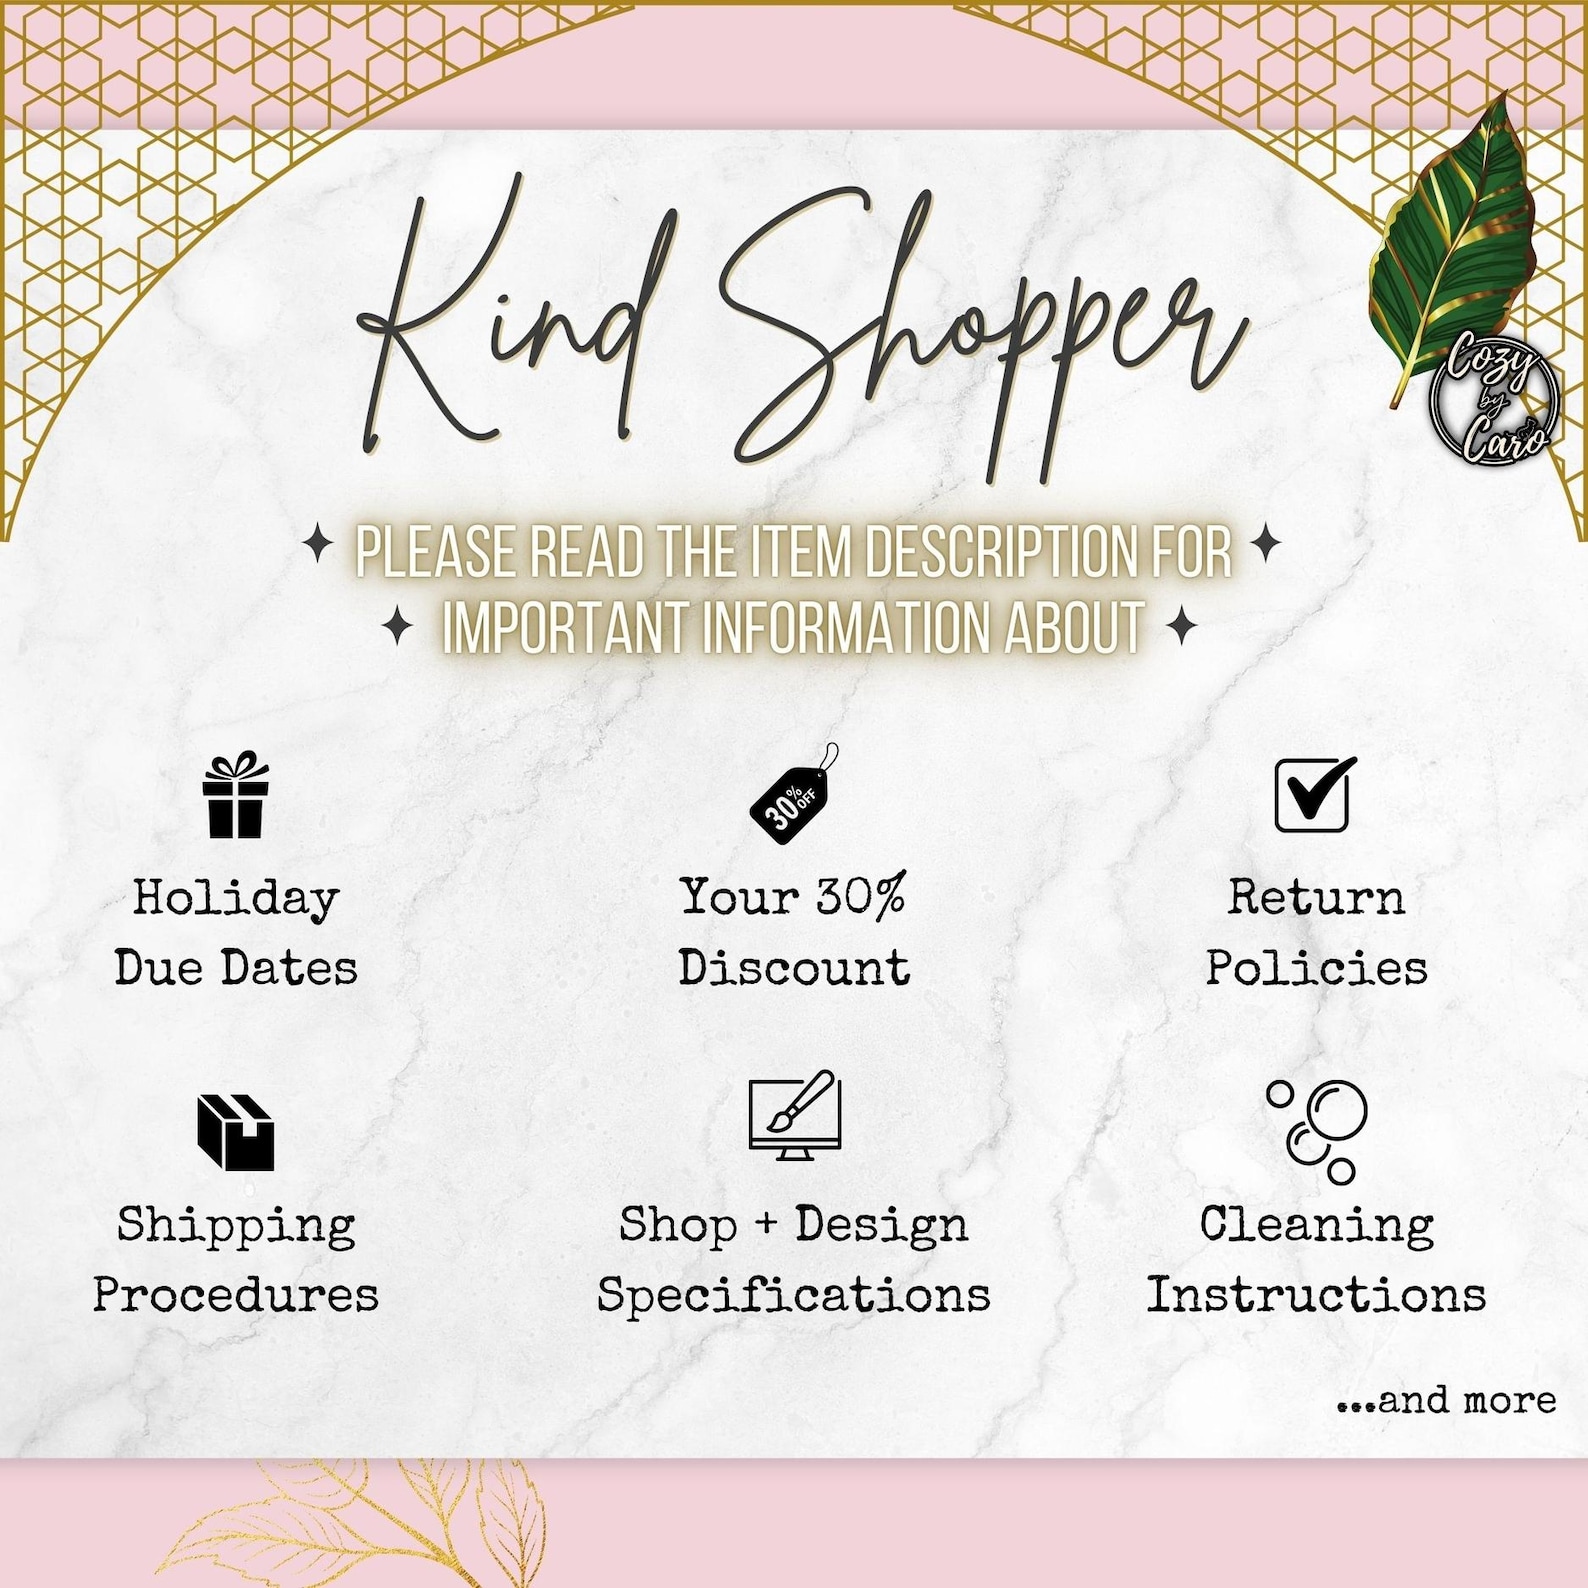 Kind Shopper
Cozy
by
Caro
PLEASE READ THE ITEM DESCRIPTION FOR
IMPORTANT INFORMATION ABOUT
30% OFF
Holiday
Due Dates
Your 30%
Discount
Return
Policies
Shipping
Procedures
Shop + Design
Specifications
Cleaning
Instructions
...and more